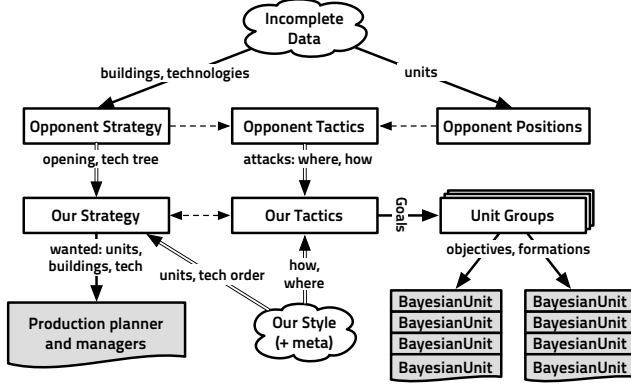 Incomplete
Data
buildings, technologies
units
Opponent Strategy
Opponent Tactics
Opponent Positions
opening, tech tree
attacks: where, how
Our Strategy
Our Tactics
Goals
Unit Groups
wanted: units,
buildings, tech
units, tech order
how,
where
objectives, formations
Production planner
and managers
Our Style
(+ meta)
BayesianUnit
BayesianUnit
BayesianUnit
BayesianUnit
BayesianUnit
BayesianUnit
BayesianUnit
BayesianUnit